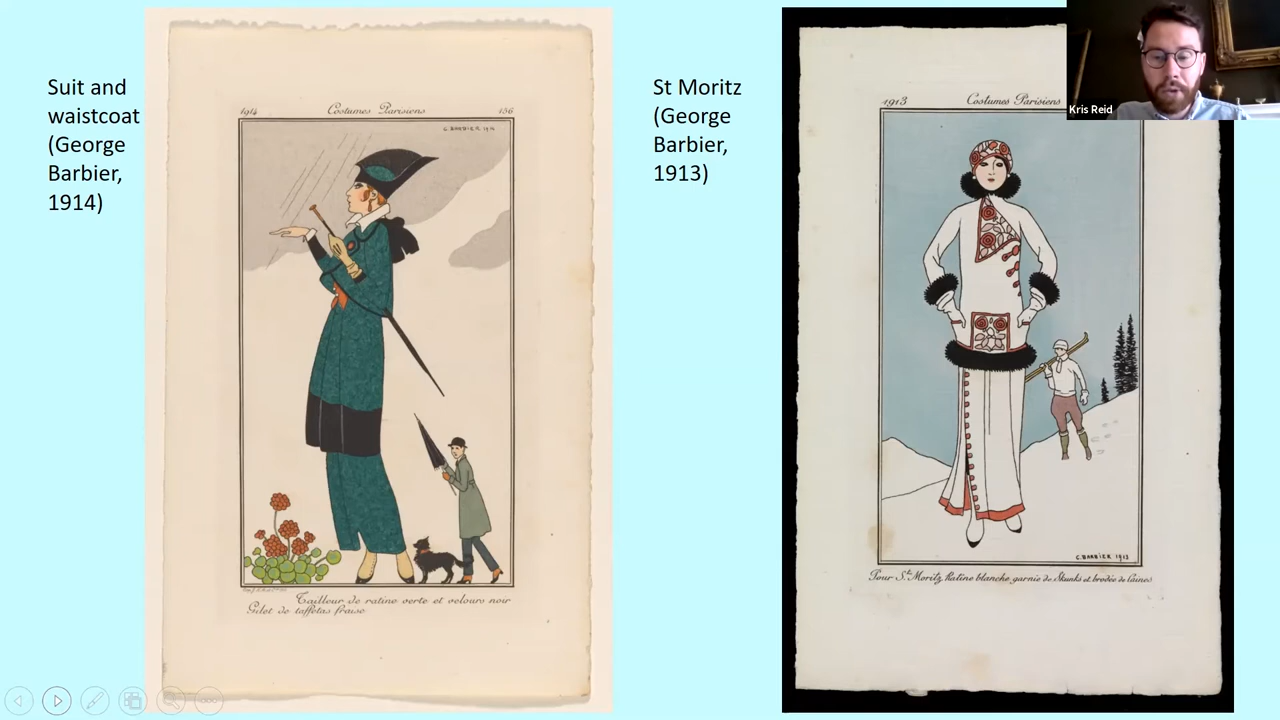 Suit and
waistcoat
(George
Barbier,
1914)
1914 Costumes Parisiens 156
G. BARBIER 1914
Tailleur de ratine verte et velours noir
Gilet de taffetas fraise
St Moritz
(George
Barbier,
1913)
1913 Costumes Parisiens
Kris Reid
G. BARBIER 1913
Pour St. Moritz, Ratine blanche garnie de Skunks et brodée de laines